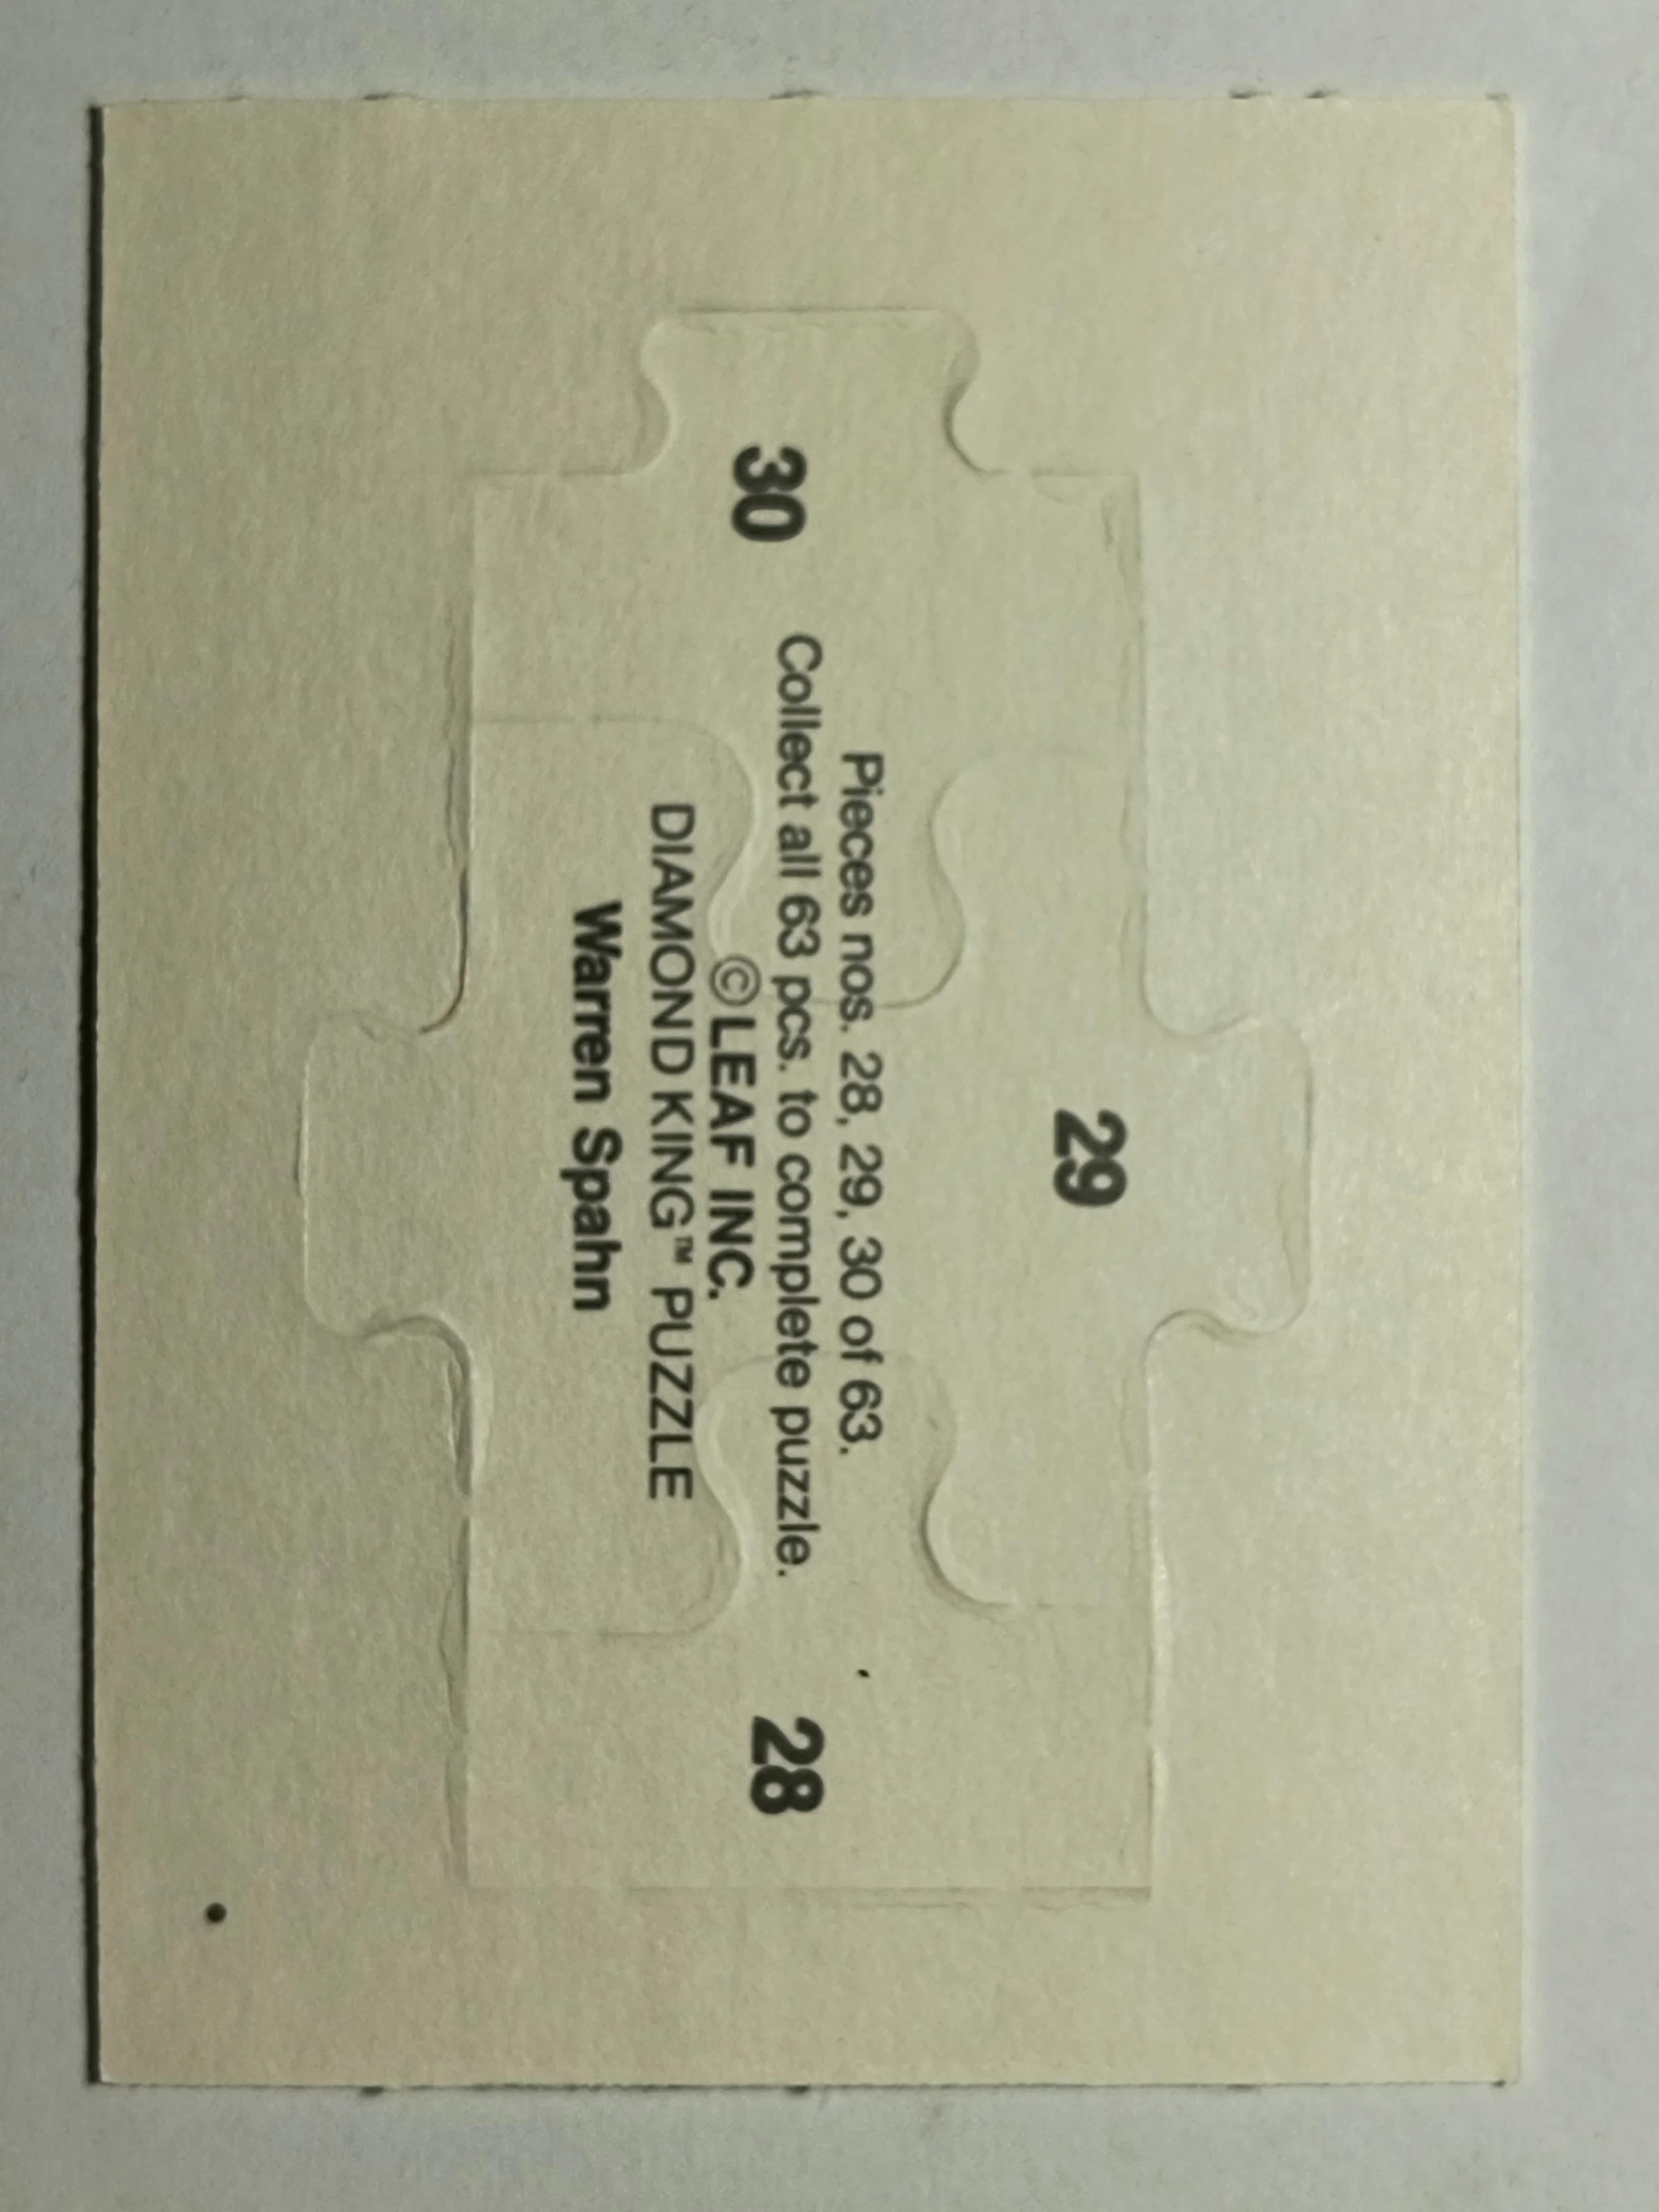 29
Pieces nos. 28, 29, 30 of 63.
30
Collect all 63 pcs. to complete puzzle.
28
©LEAF INC.
DIAMOND KING™ PUZZLE
Warren Spahn